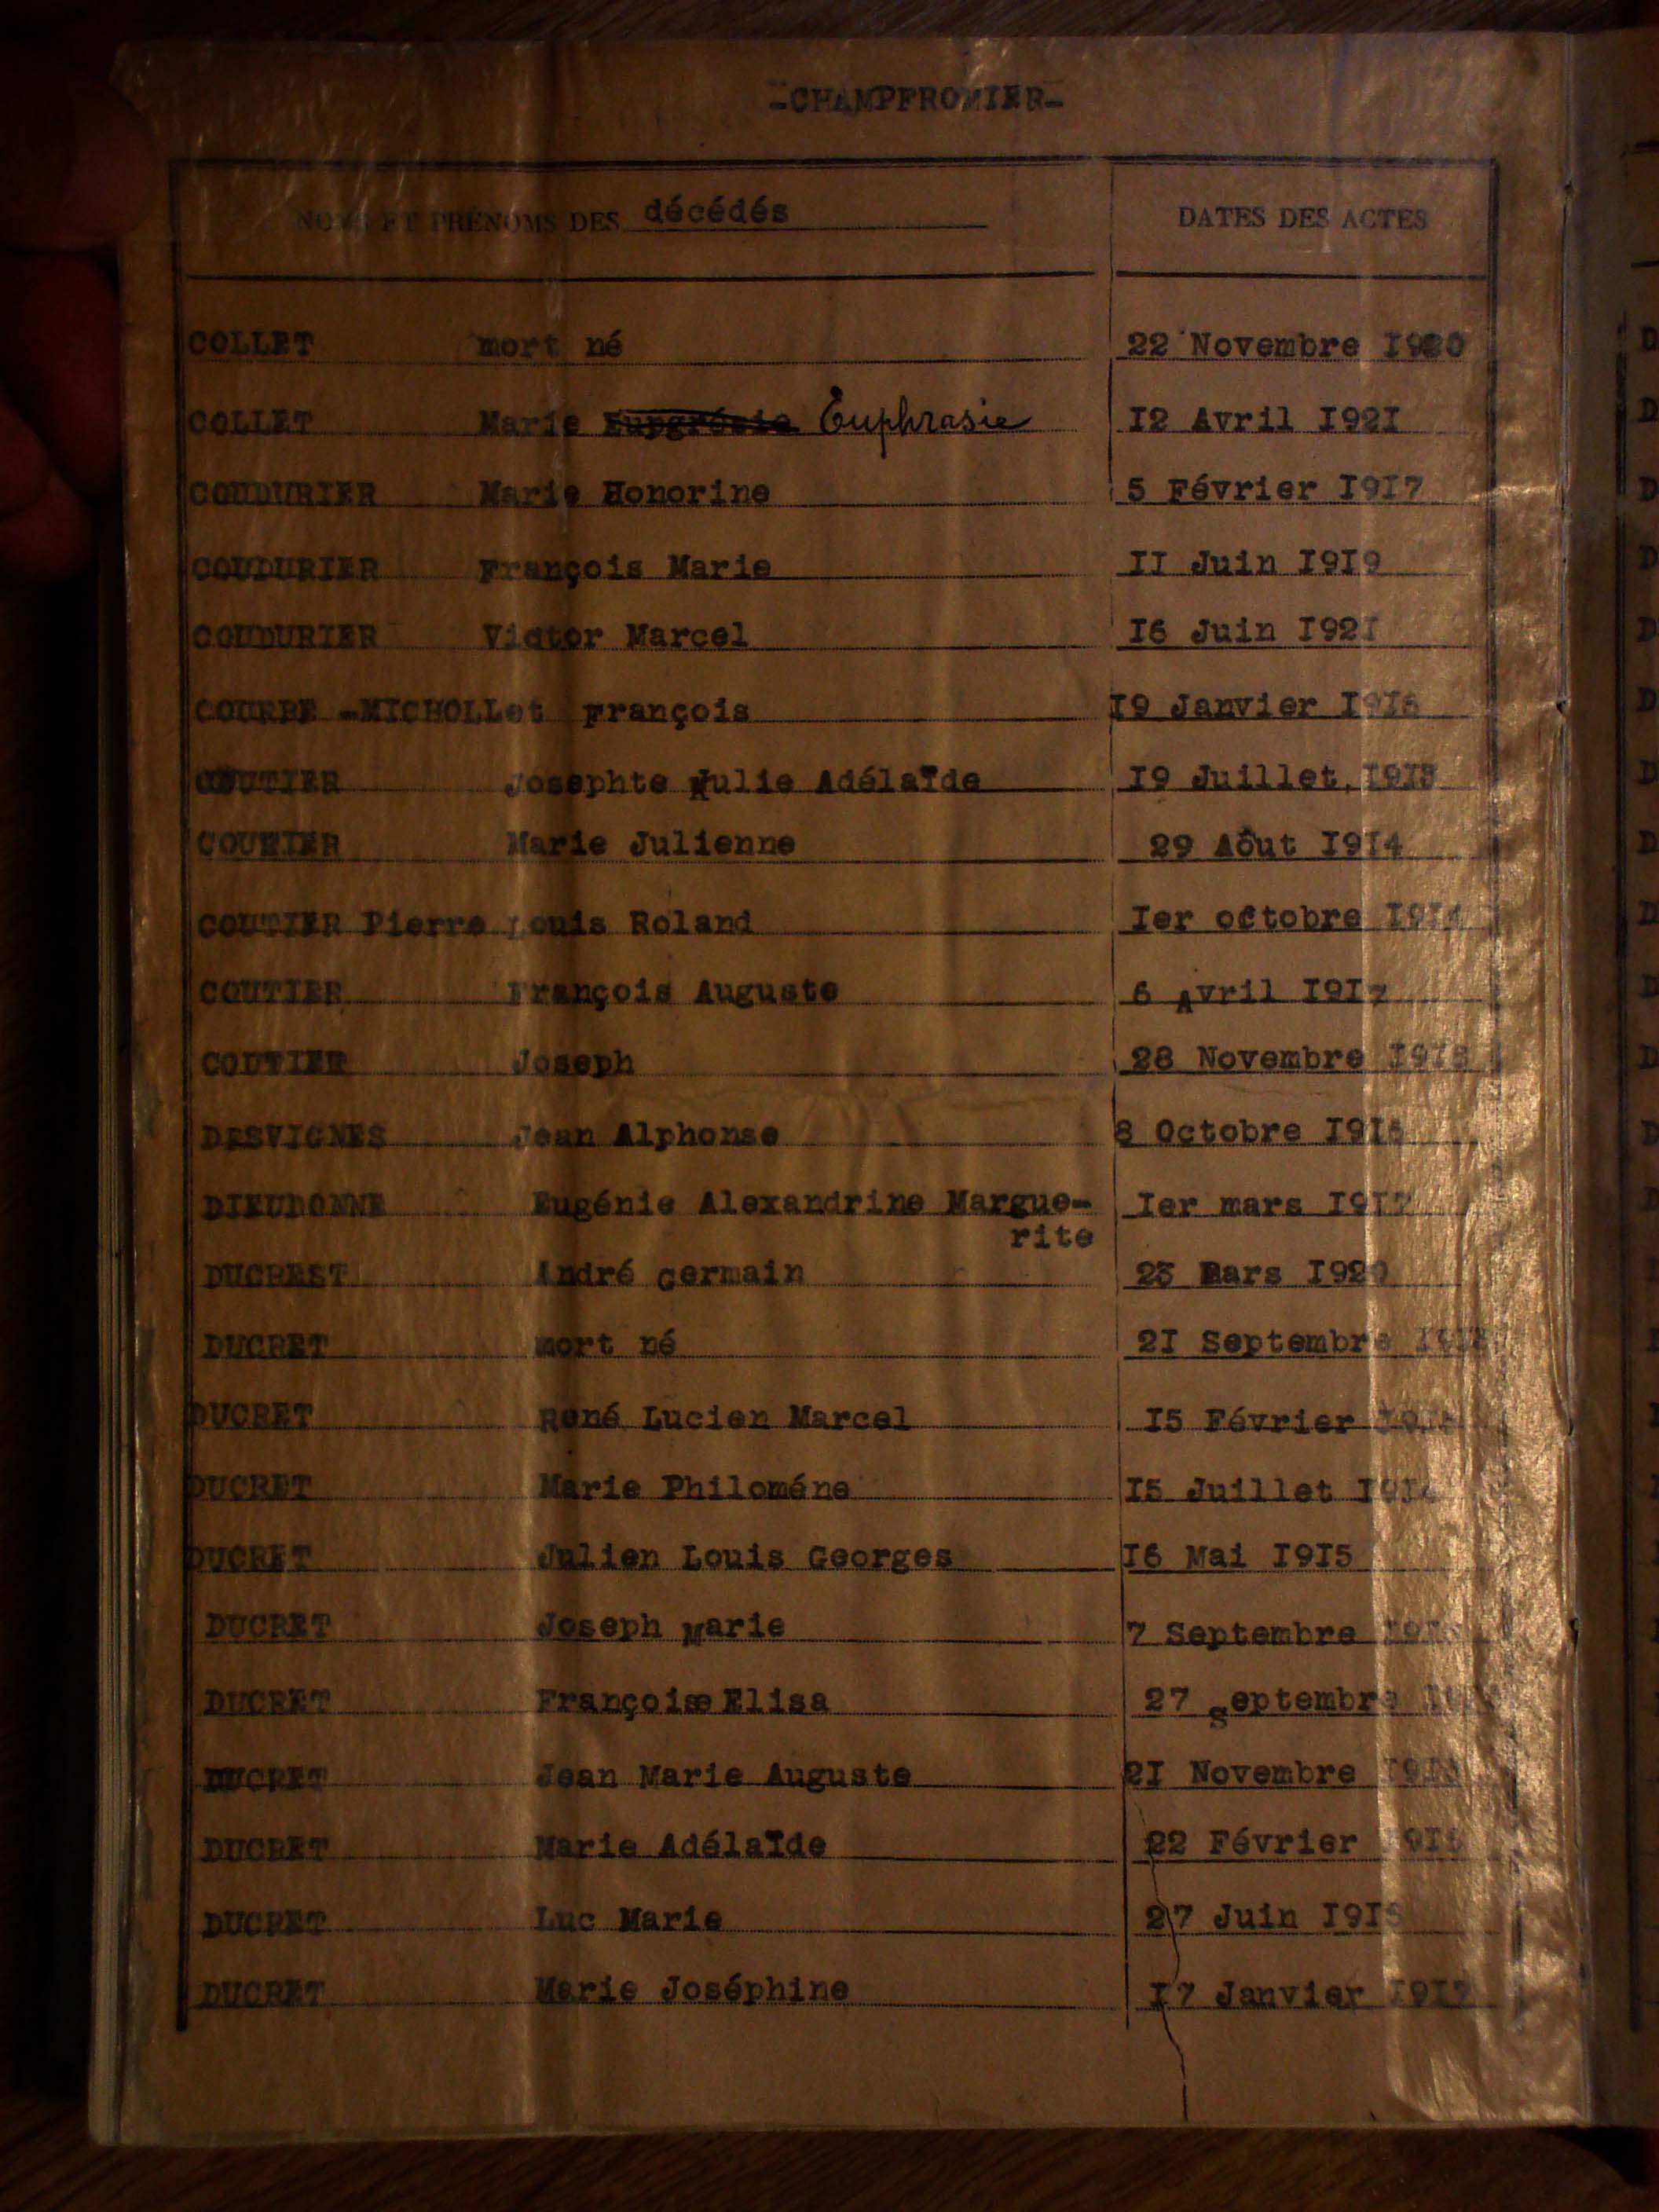 -CHAMPFROMIER-
NOMS ET PRÉNOMS DES décédés DATES DES ACTES
COLLET mort né 22 Novembre I920
COLLET Marie Euphrasie I2 Avril I92I
COUDURIER Marie Honorine 5 Février I9I7
COUDURIER François Marie II Juin I9I9
COUDURIER Victor Marcel I6 Juin I92I
COURBE -MICHOLLet François I9 Janvier
COUTIER Josephte Julie Adélaïde I9 Juillet
COUTIER Marie Julienne 29 Aôut I9I4
COUTIER Pierre Louis Roland Ier octobre I9I4
COUTIER François Auguste 6 Avril I9I7
COUTIER Joseph 28 Novembre
DESVIGNES Jean Alphonse 8 Octobre
DIEUDONNE Eugénie Alexandrine Margue- Ier mars I9I7
rite
DUCREST André Germain 23 Mars I920
DUCRET mort né 2I Septembre
DUCRET René Lucien Marcel I5 Février
DUCRET Marie Philoméne I5 Juillet
DUCRET Julien Louis Georges I6 Mai I9I5
DUCRET Joseph Marie 7 Septembre
DUCRET Françoise Elisa 27 Septembre
DUCRET Jean Marie Auguste 2I Novembre
DUCRET Marie Adélaïde 22 Février
DUCRET Luc Marie 27 Juin
DUCRET Marie Joséphine I7 Janvier I9I7